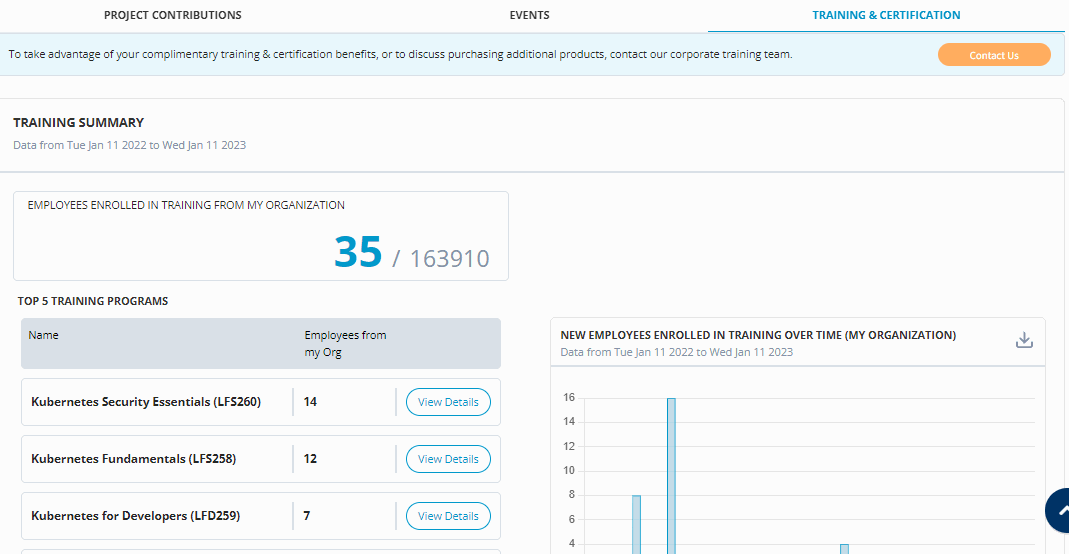 PROJECT CONTRIBUTIONS
EVENTS
TRAINING & CERTIFICATION
To take advantage of your complimentary training & certification benefits, or to discuss purchasing additional products, contact our corporate training team.
Contact Us
TRAINING SUMMARY
Data from Tue Jan 11 2022 to Wed Jan 11 2023
EMPLOYEES ENROLLED IN TRAINING FROM MY ORGANIZATION
35 / 163910
TOP 5 TRAINING PROGRAMS
Name
Employees from
my Org
Kubernetes Security Essentials (LFS260)
14
View Details
Kubernetes Fundamentals (LFS258)
12
View Details
Kubernetes for Developers (LFD259)
7
View Details
NEW EMPLOYEES ENROLLED IN TRAINING OVER TIME (MY ORGANIZATION)
Data from Tue Jan 11 2022 to Wed Jan 11 2023
16
14
12
10
8
6
4